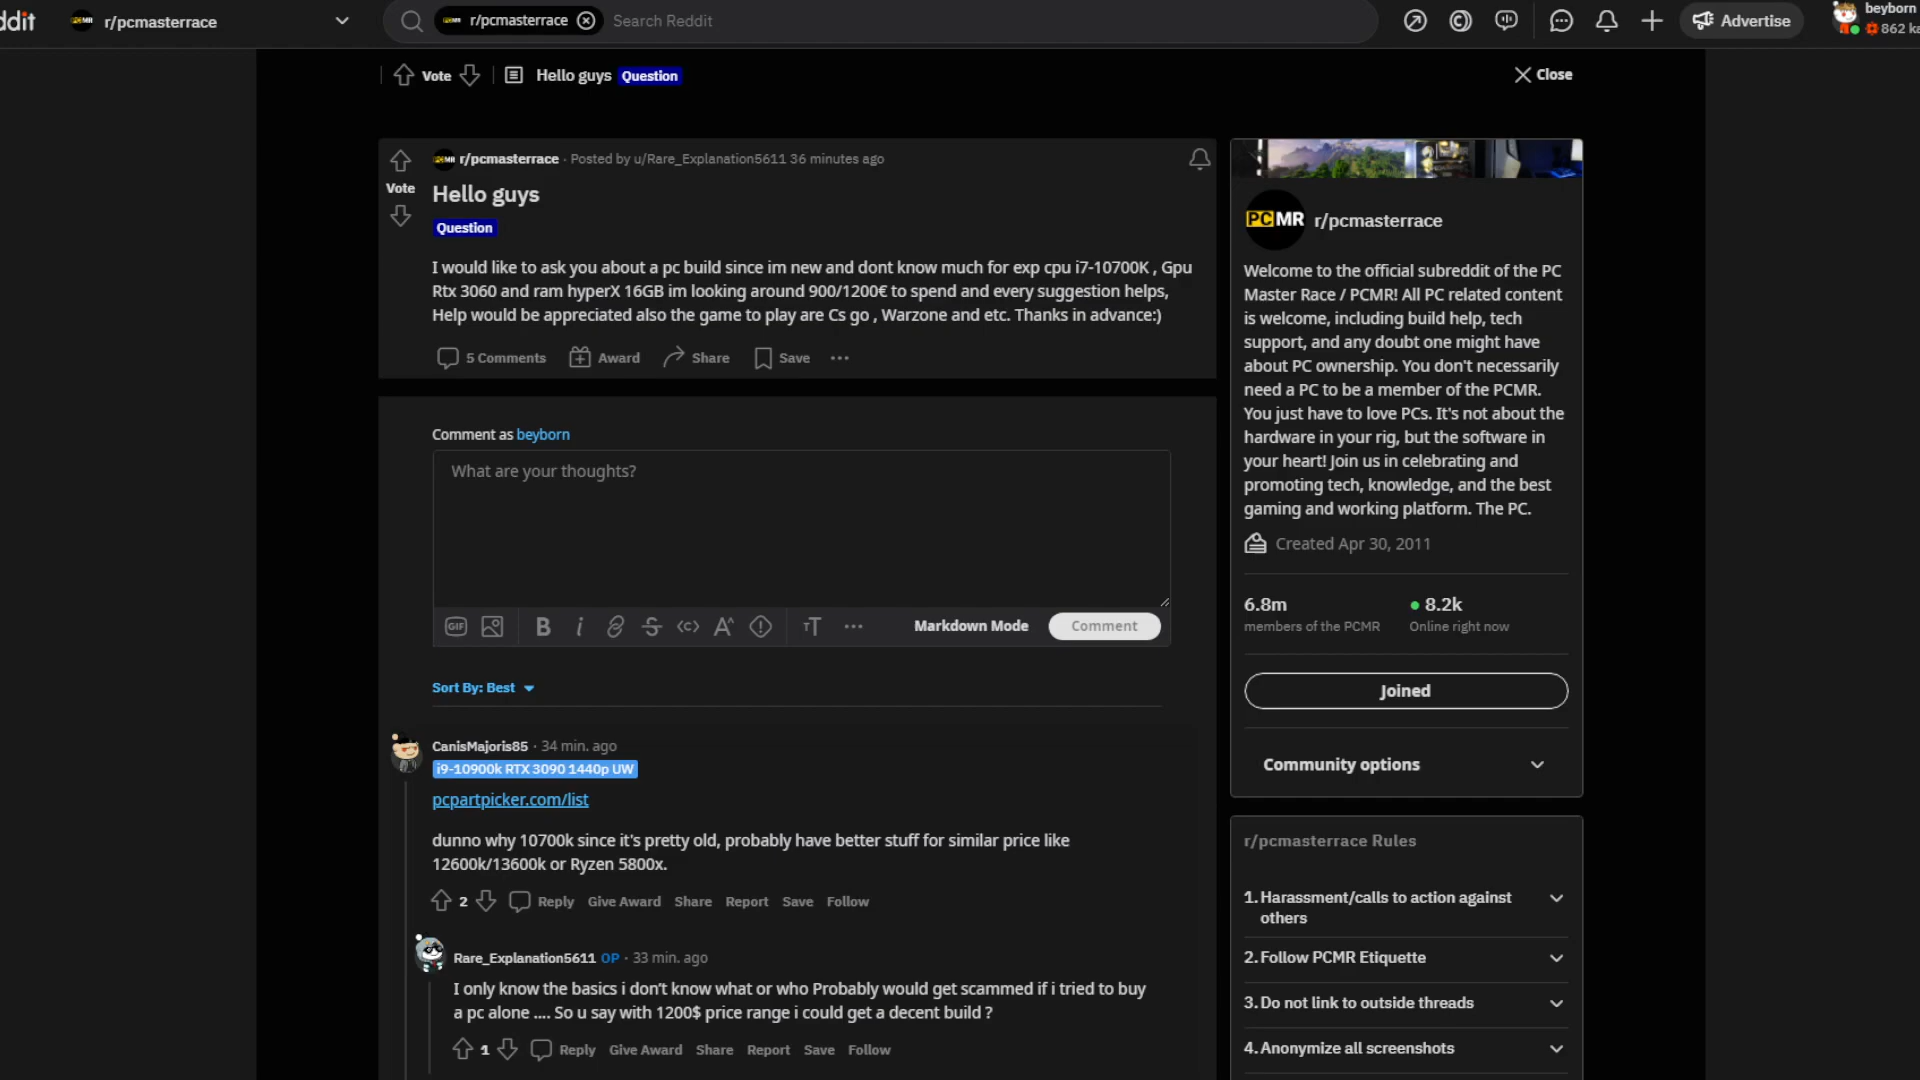 ddit
r/pcmasterrace
r/pcmasterrace
Search Reddit
Advertise
beyborn
862 ka
Vote
Hello guys
Question
Close
r/pcmasterrace · Posted by u/Rare_Explanation5611 36 minutes ago
Vote
Hello guys
Question
I would like to ask you about a pc build since im new and dont know much for exp cpu i7-10700K , Gpu
Rtx 3060 and ram hyperX 16GB im looking around 900/1200€ to spend and every suggestion helps,
Help would be appreciated also the game to play are Cs go , Warzone and etc. Thanks in advance:)
5 Comments
Award
Share
Save
Comment as beyborn
What are your thoughts?
GIF
Markdown Mode
Comment
Sort By: Best
CanisMajoris85 · 34 min. ago
i9-10900k RTX 3090 1440p UW
pcpartpicker.com/list
dunno why 10700k since it's pretty old, probably have better stuff for similar price like
12600k/13600k or Ryzen 5800x.
2
Reply
Give Award
Share
Report
Save
Follow
Rare_Explanation5611 OP · 33 min. ago
I only know the basics i don't know what or who Probably would get scammed if i tried to buy
a pc alone .... So u say with 1200$ price range i could get a decent build ?
1
Reply
Give Award
Share
Report
Save
Follow
PCMR
r/pcmasterrace
Welcome to the official subreddit of the PC
Master Race / PCMR! All PC related content
is welcome, including build help, tech
support, and any doubt one might have
about PC ownership. You don't necessarily
need a PC to be a member of the PCMR.
You just have to love PCs. It's not about the
hardware in your rig, but the software in
your heart! Join us in celebrating and
promoting tech, knowledge, and the best
gaming and working platform. The PC.
Created Apr 30, 2011
6.8m
members of the PCMR
8.2k
Online right now
Joined
Community options
r/pcmasterrace Rules
1. Harassment/calls to action against
others
2. Follow PCMR Etiquette
3. Do not link to outside threads
4. Anonymize all screenshots